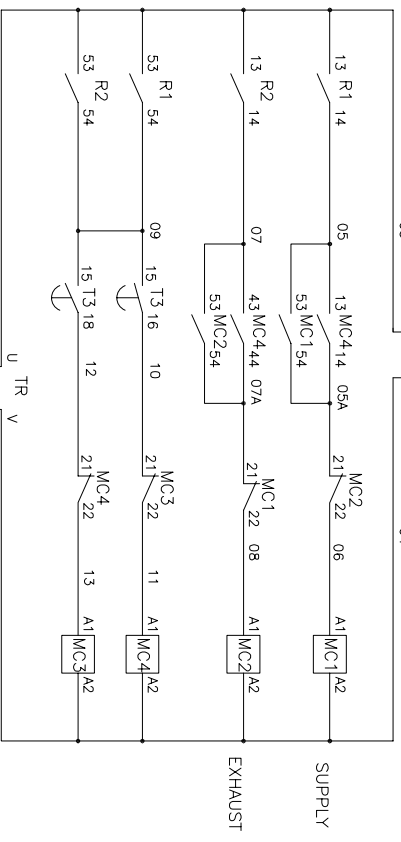 13 R1 14 05 13 MC4 14 05A 21 MC2 22 06 A1 MC1 A2 SUPPLY
53 MC1 54
13 R2 14 07 43 MC4 44 07A 21 MC1 22 08 A1 MC2 A2 EXHAUST
53 MC2 54
53 R1 54 09 15 T3 16 10 21 MC3 22 11 A1 MC4 A2
53 R2 54 15 T3 18 12 21 MC4 22 13 A1 MC3 A2
U TR V